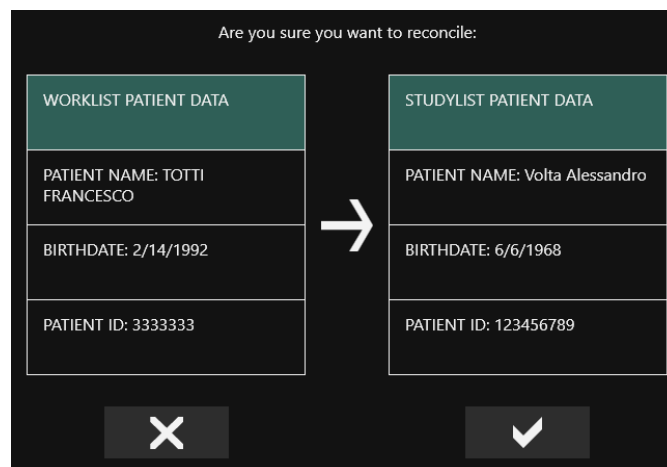 Are you sure you want to reconcile:
WORKLIST PATIENT DATA
PATIENT NAME: TOTTI
FRANCESCO
BIRTHDATE: 2/14/1992
PATIENT ID: 3333333
STUDYLIST PATIENT DATA
PATIENT NAME: Volta Alessandro
BIRTHDATE: 6/6/1968
PATIENT ID: 123456789